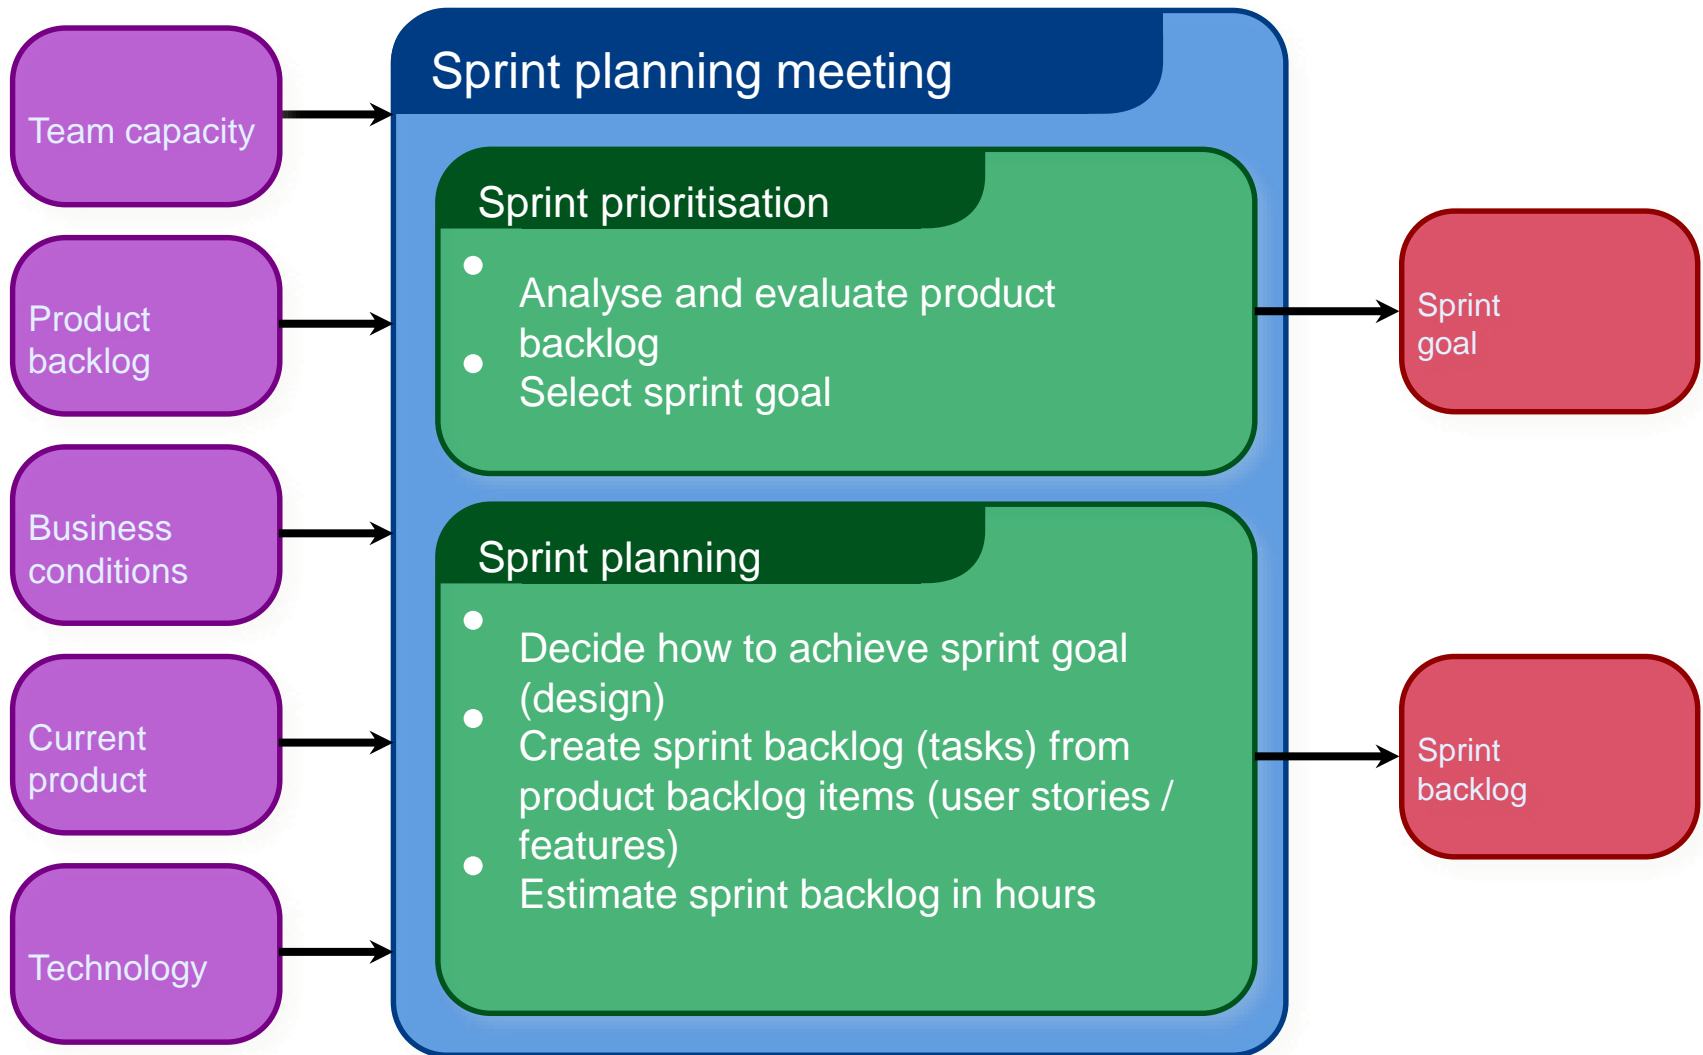 Team capacity
Product
backlog
Business
conditions
Current
product
Technology
Sprint planning meeting
Sprint prioritisation
Analyse and evaluate product
backlog
Select sprint goal
Sprint planning
Decide how to achieve sprint goal
(design)
Create sprint backlog (tasks) from
product backlog items (user stories /
features)
Estimate sprint backlog in hours
Sprint
goal
Sprint
backlog